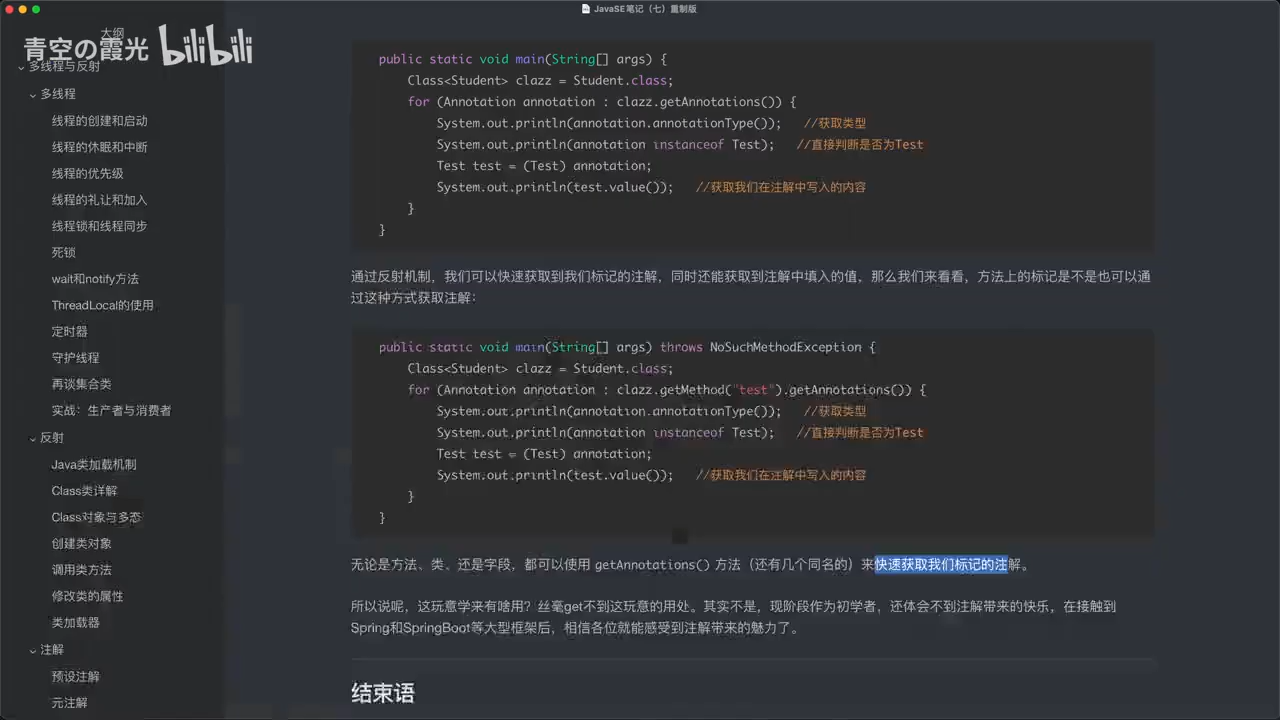 JavaSE笔记（七）重制版
大纲
青空の霞光 bilibili
多线程与反射
多线程
线程的创建和启动
线程的休眠和中断
线程的优先级
线程的礼让和加入
线程锁和线程同步
死锁
wait和notify方法
ThreadLocal的使用
定时器
守护线程
再谈集合类
实战：生产者与消费者
反射
Java类加载机制
Class类详解
Class对象与多态
创建类对象
调用类方法
修改类的属性
类加载器
注解
预设注解
元注解
public static void main(String[] args) {
    Class<Student> clazz = Student.class;
    for (Annotation annotation : clazz.getAnnotations()) {
        System.out.println(annotation.annotationType());   //获取类型
        System.out.println(annotation instanceof Test);   //直接判断是否为Test
        Test test = (Test) annotation;
        System.out.println(test.value());   //获取我们在注解中写入的内容
    }
}
通过反射机制，我们可以快速获取到我们标记的注解，同时还能获取到注解中填入的值，那么我们来看看，方法上的标记是不是也可以通
过这种方式获取注解：
public static void main(String[] args) throws NoSuchMethodException {
    Class<Student> clazz = Student.class;
    for (Annotation annotation : clazz.getMethod("test").getAnnotations()) {
        System.out.println(annotation.annotationType());   //获取类型
        System.out.println(annotation instanceof Test);   //直接判断是否为Test
        Test test = (Test) annotation;
        System.out.println(test.value());   //获取我们在注解中写入的内容
    }
}
无论是方法、类、还是字段，都可以使用 getAnnotations() 方法（还有几个同名的）来快速获取我们标记的注解。
所以说呢，这玩意学来有啥用？丝毫get不到这玩意的用处。其实不是，现阶段作为初学者，还体会不到注解带来的快乐，在接触到
Spring和SpringBoot等大型框架后，相信各位就能感受到注解带来的魅力了。
结束语